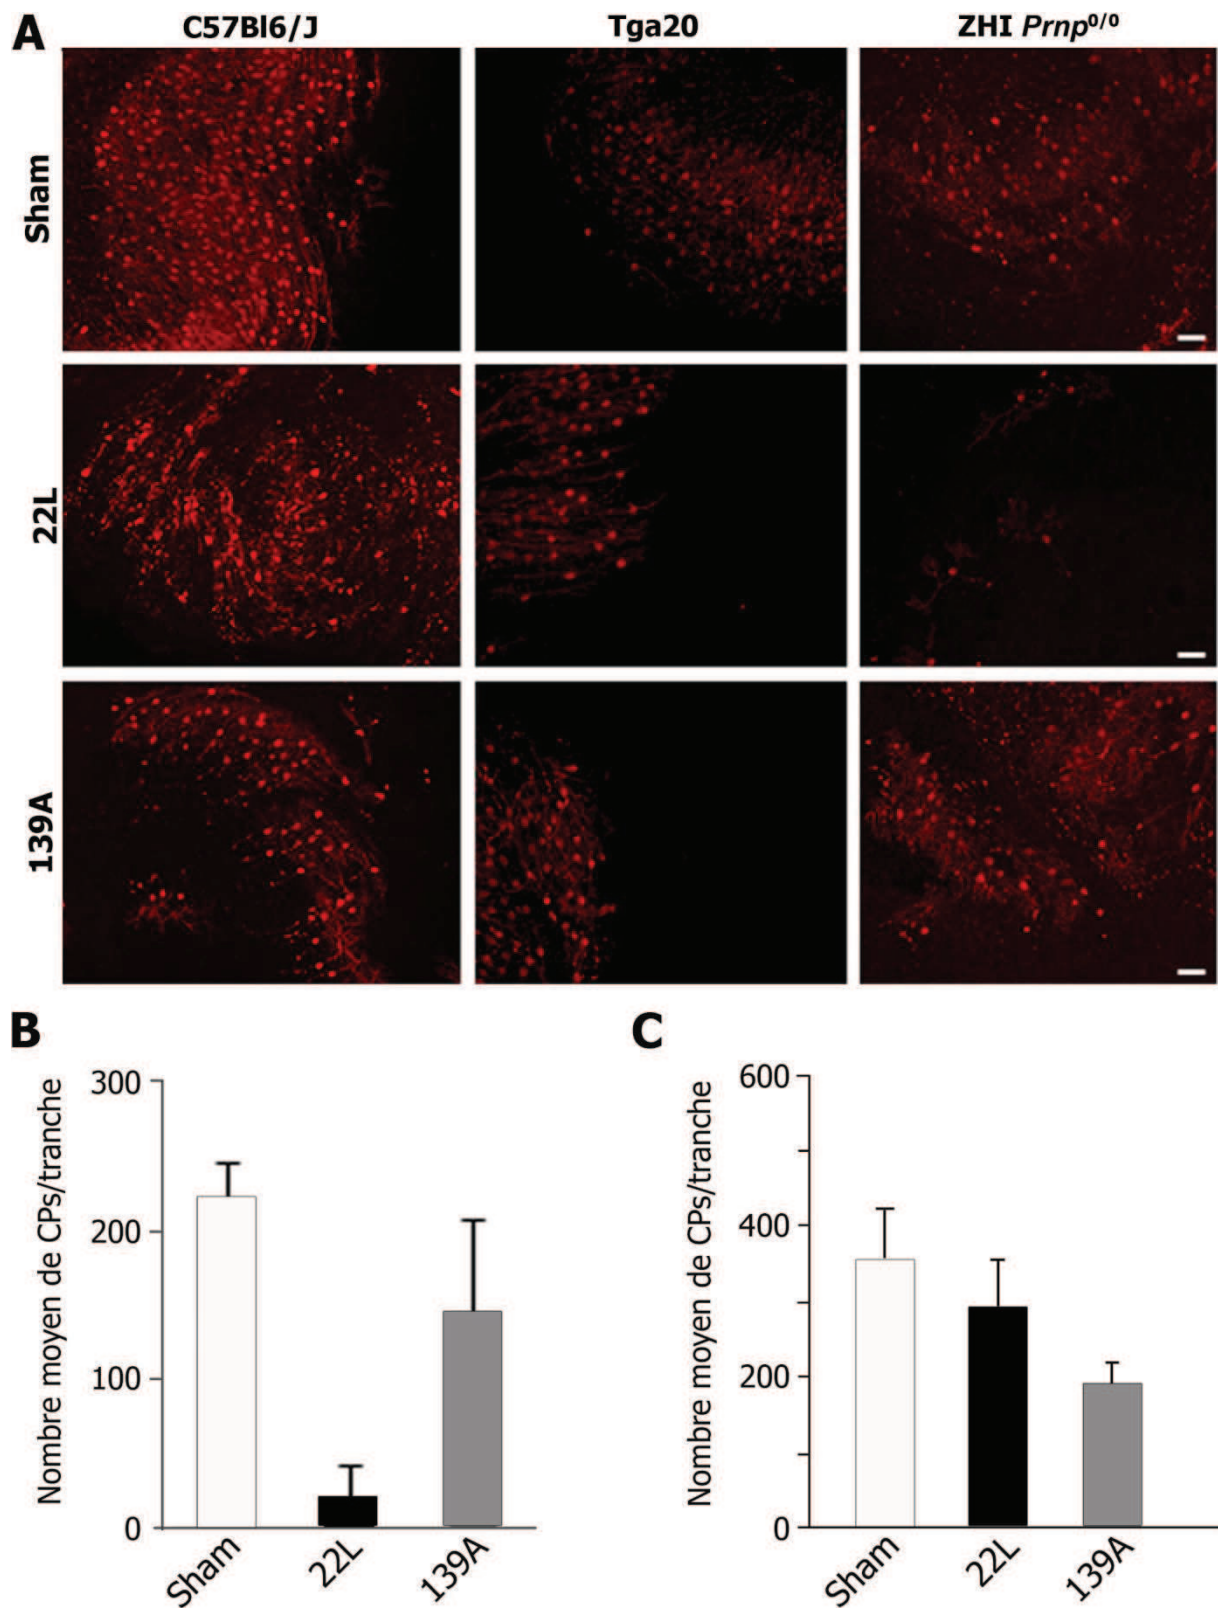 A
C57Bl6/J
Tga20
ZHI Prnp0/0
Sham
22L
139A
B
Nombre moyen de CPs/tranche
300
200
100
0
Sham
22L
139A
C
Nombre moyen de CPs/tranche
600
400
200
0
Sham
22L
139A